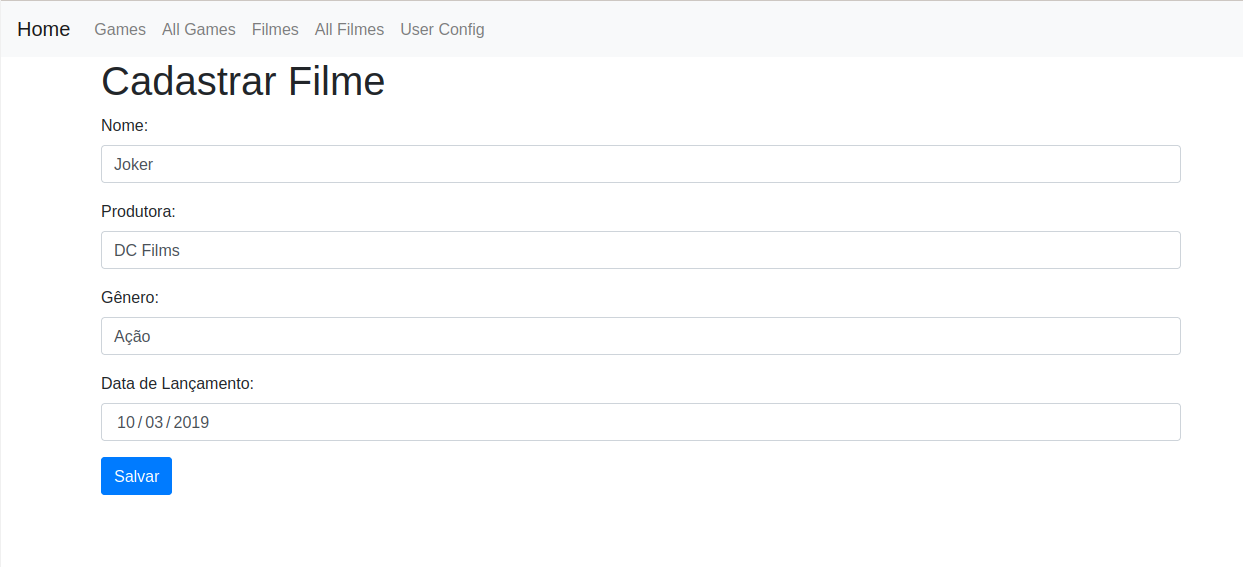 Home Games All Games Filmes All Filmes User Config
Cadastrar Filme
Nome:
Joker
Produtora:
DC Films
Gênero:
Ação
Data de Lançamento:
10/03/2019
Salvar